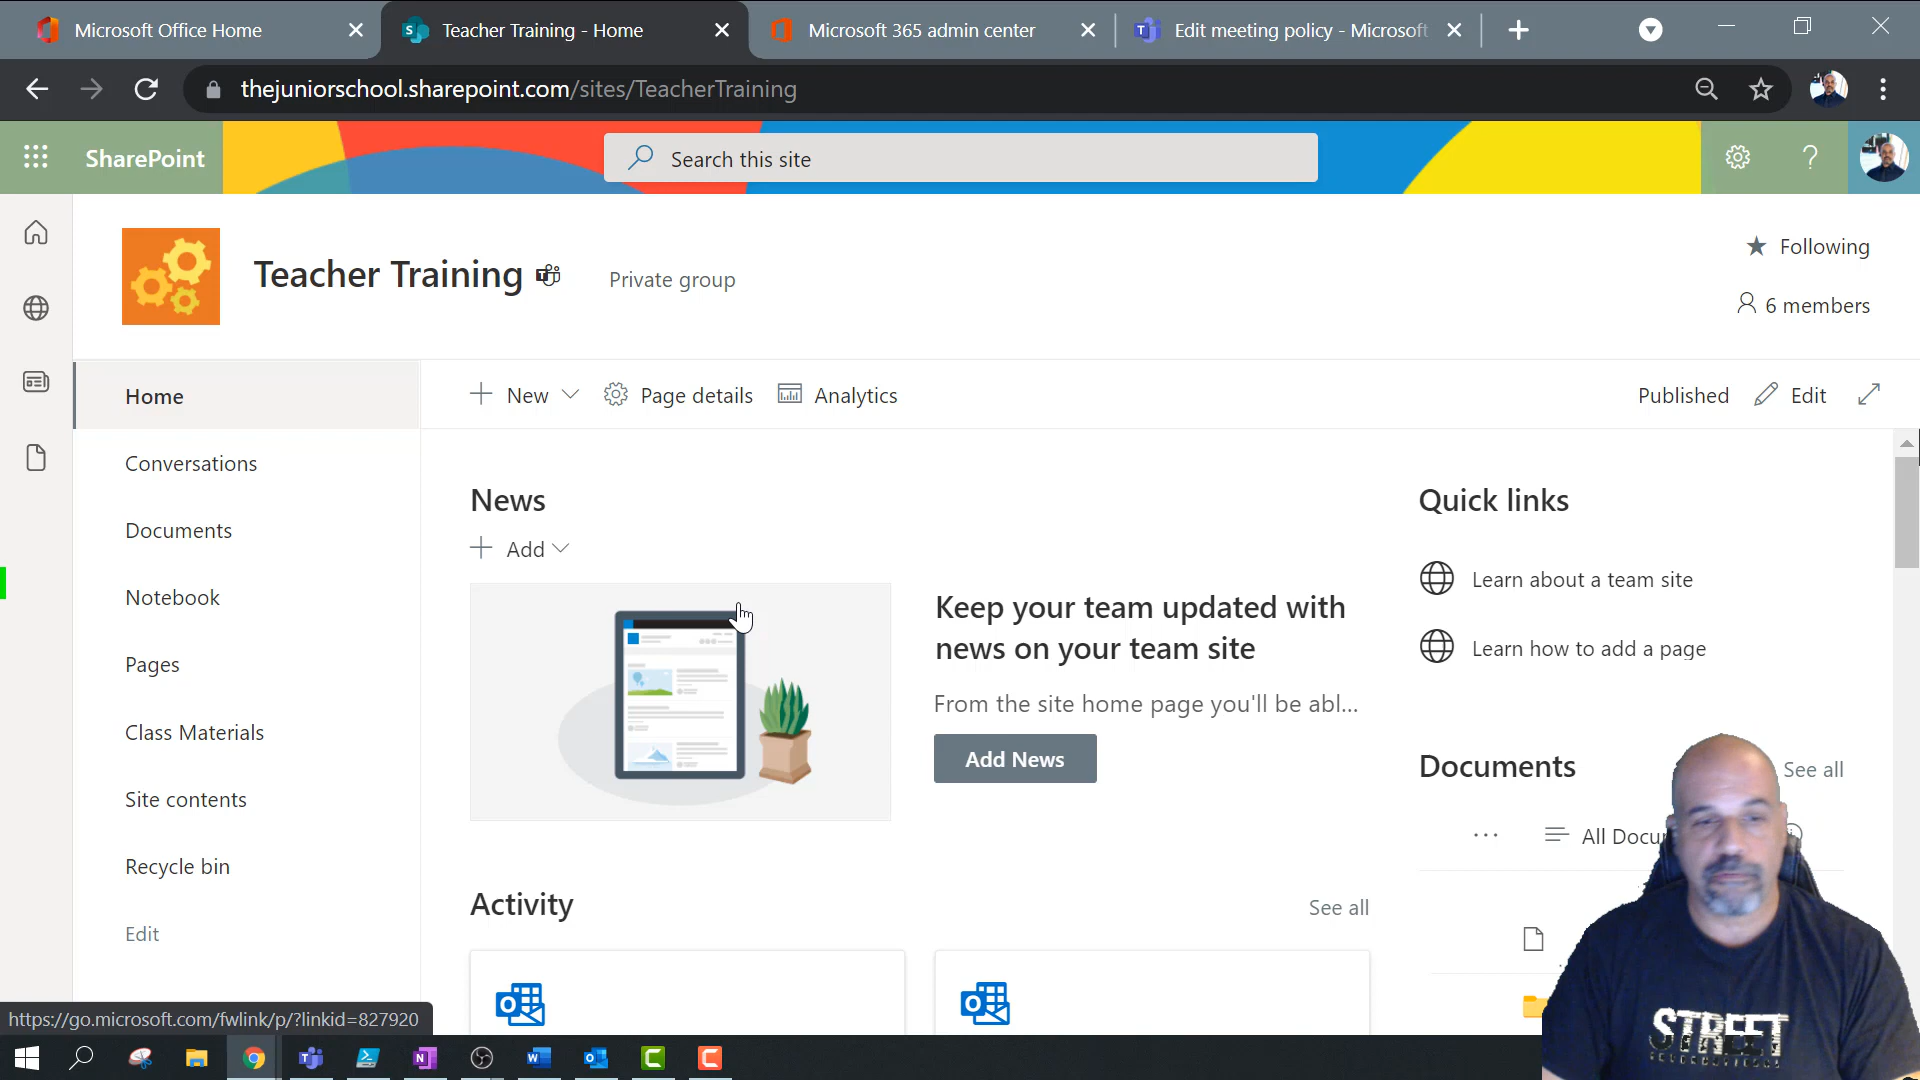 Microsoft Office Home
Teacher Training - Home
Microsoft 365 admin center
Edit meeting policy - Microsoft
thejuniorschool.sharepoint.com/sites/TeacherTraining
SharePoint
Search this site
Teacher Training
Private group
Following
6 members
Home
Conversations
Documents
Notebook
Pages
Class Materials
Site contents
Recycle bin
Edit
New
Page details
Analytics
Published
Edit
News
Add
Keep your team updated with
news on your team site
From the site home page you'll be abl...
Add News
Activity
See all
Quick links
Learn about a team site
Learn how to add a page
Documents
See all
All Docu
STREET
https://go.microsoft.com/fwlink/p/?linkid=827920